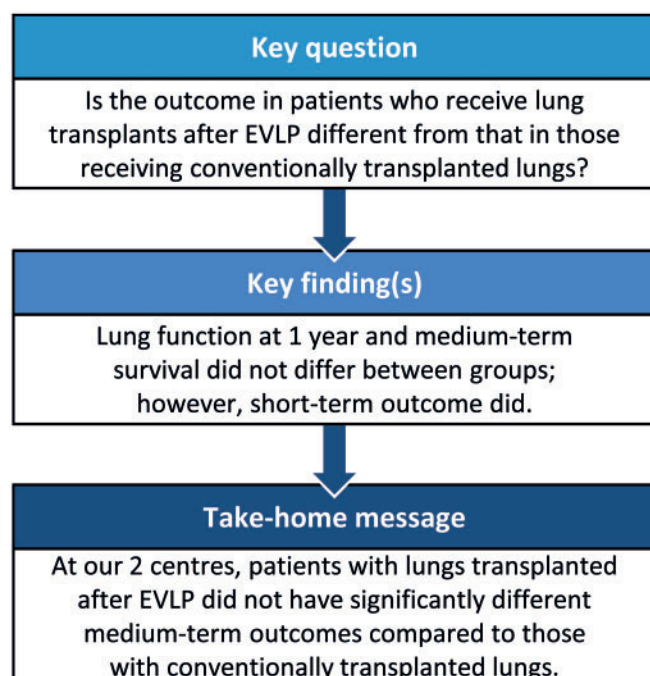 Key question
Is the outcome in patients who receive lung
transplants after EVLP different from that in those
receiving conventionally transplanted lungs?
Key finding(s)
Lung function at 1 year and medium-term
survival did not differ between groups;
however, short-term outcome did.
Take-home message
At our 2 centres, patients with lungs transplanted
after EVLP did not have significantly different
medium-term outcomes compared to those
with conventionally transplanted lungs.